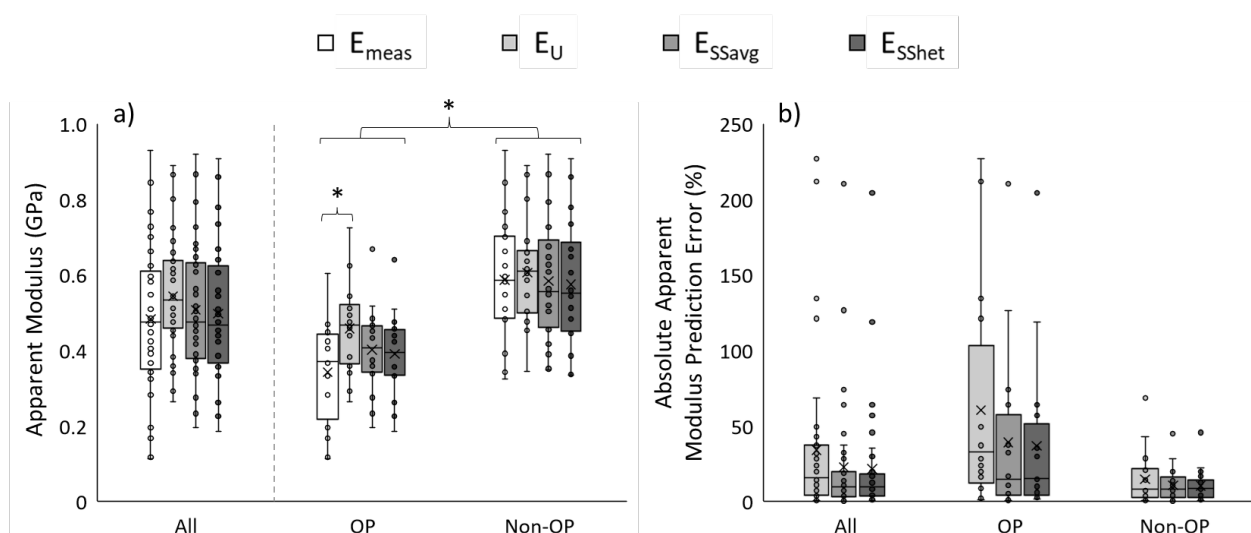 E_meas E_U E_SSavg E_SShet
a)
*
*
Apparent Modulus (GPa)
1.0
0.8
0.6
0.4
0.2
0
All OP Non-OP
b)
Absolute Apparent
Modulus Prediction Error (%)
250
200
150
100
50
0
All OP Non-OP